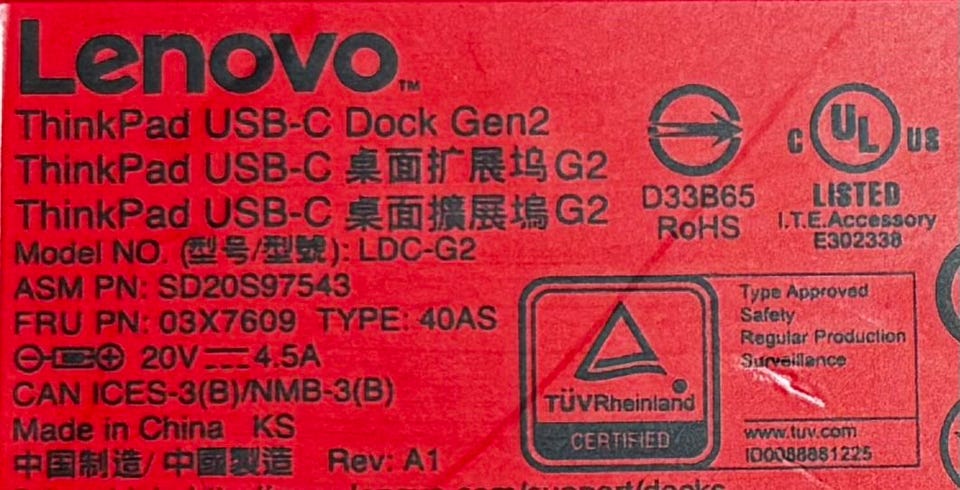 Lenovo™
ThinkPad USB-C Dock Gen2
ThinkPad USB-C 桌面扩展坞 G2
ThinkPad USB-C 桌面擴展塢 G2
Model NO (型号/型號): LDC-G2
ASM PN: SD20S97543
FRU PN: 03X7609 TYPE: 40AS
20V 4.5A
CAN ICES-3(B)/NMB-3(B)
Made in China KS
中国制造/ 中國製造 Rev: A1
D33B65
RoHS
C UL US
LISTED
I.T.E. Accessory
E302338
TÜVRheinland
CERTIFIED
Type Approved
Safety
Regular Production
Surveillance
www.tuv.com
ID0088881225